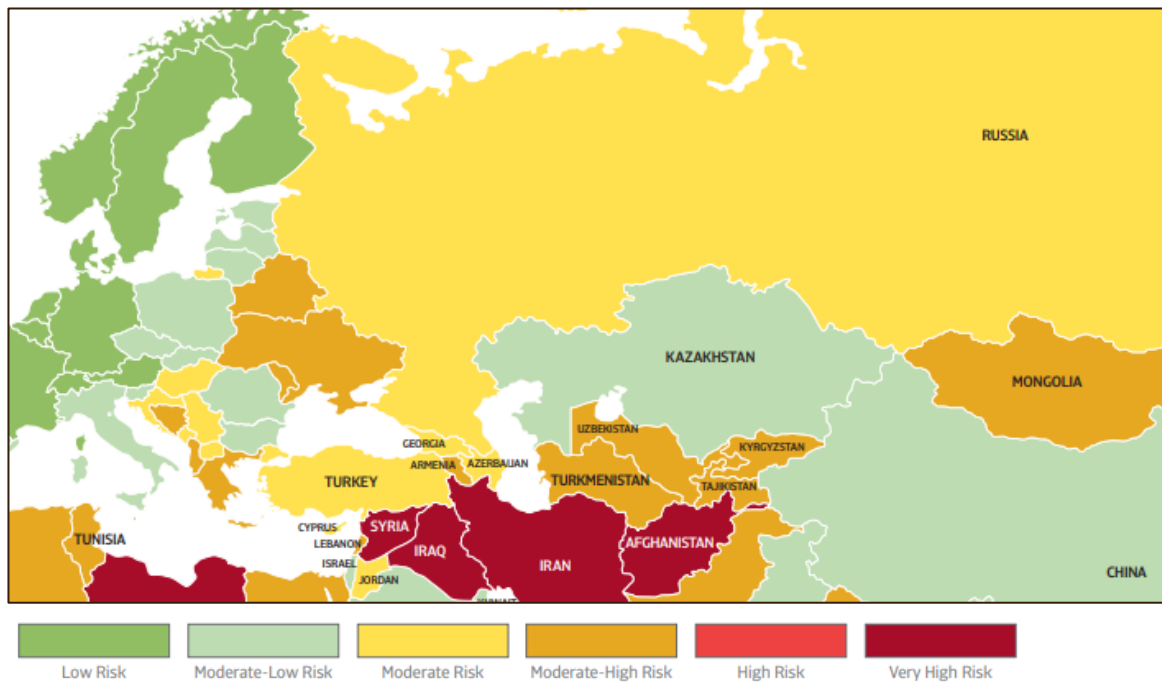 RUSSIA
KAZAKHSTAN
MONGOLIA
UZBEKISTAN
GEORGIA
KYRGYZSTAN
ARMENIA
AZERBAIJAN
TURKEY
TURKMENISTAN
TAJIKISTAN
CYPRUS
SYRIA
TUNISIA
LEBANON
IRAQ
AFGHANISTAN
ISRAEL
IRAN
CHINA
JORDAN
Low Risk
Moderate-Low Risk
Moderate Risk
Moderate-High Risk
High Risk
Very High Risk